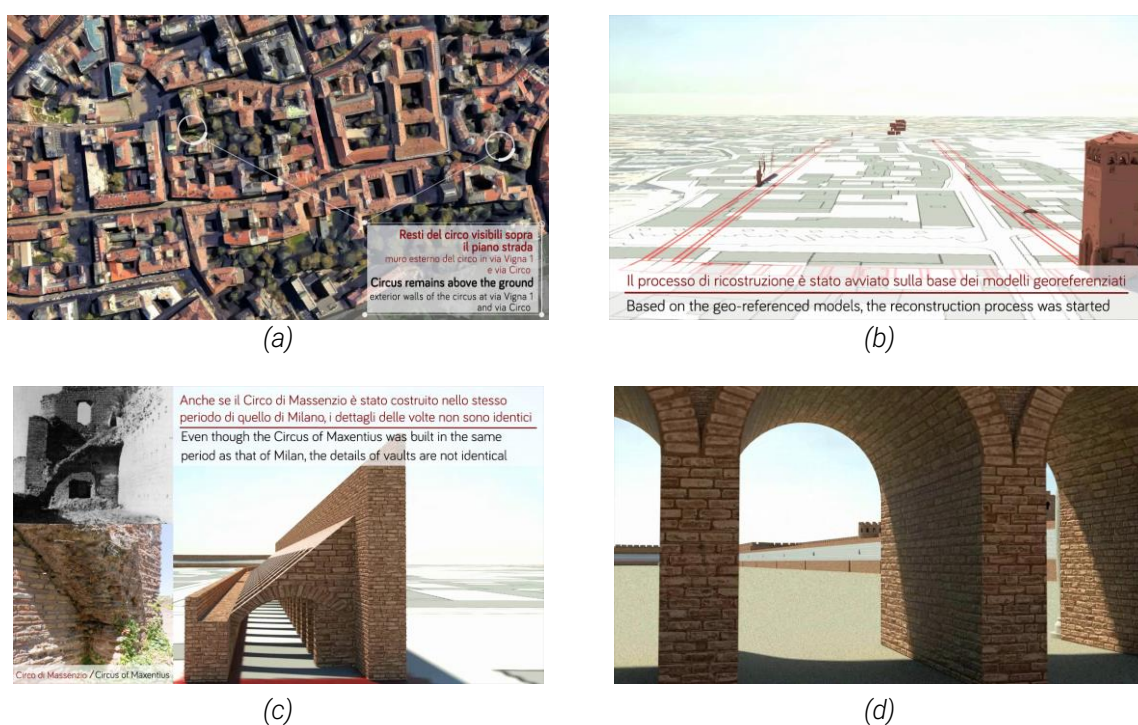 Resti del circo visibili sopra
il piano strada
muro esterno del circo in via Vigna 1
e via Circo
Circus remains above the ground
exterior walls of the circus at via Vigna 1
and via Circo
(a)
Il processo di ricostruzione è stato avviato sulla base dei modelli georeferenziati
Based on the geo-referenced models, the reconstruction process was started
(b)
Anche se il Circo di Massenzio è stato costruito nello stesso
periodo di quello di Milano, i dettagli delle volte non sono identici
Even though the Circus of Maxentius was built in the same
period as that of Milan, the details of vaults are not identical
Circo di Massenzio / Circus of Maxentius
(c)
(d)